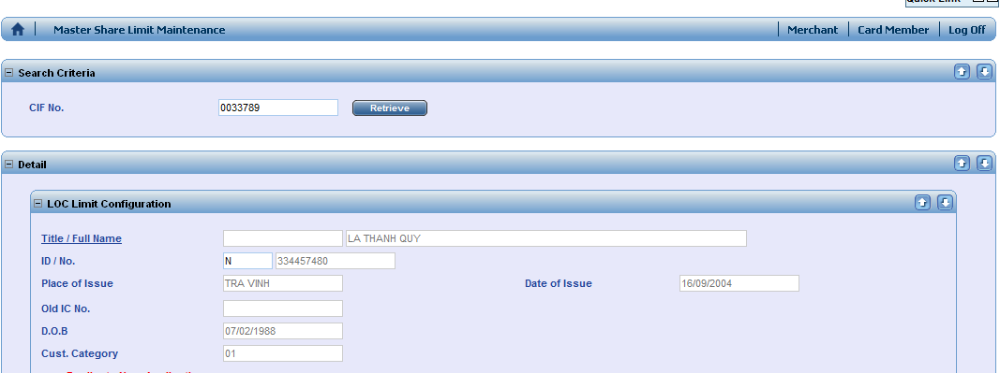 Quick Link
Master Share Limit Maintenance Merchant Card Member Log Off
Search Criteria
CIF No. 0033789 Retrieve
Detail
LOC Limit Configuration
Title / Full Name LA THANH QUY
ID / No. N 334457480
Place of Issue TRA VINH Date of Issue 16/09/2004
Old IC No.
D.O.B 07/02/1988
Cust. Category 01